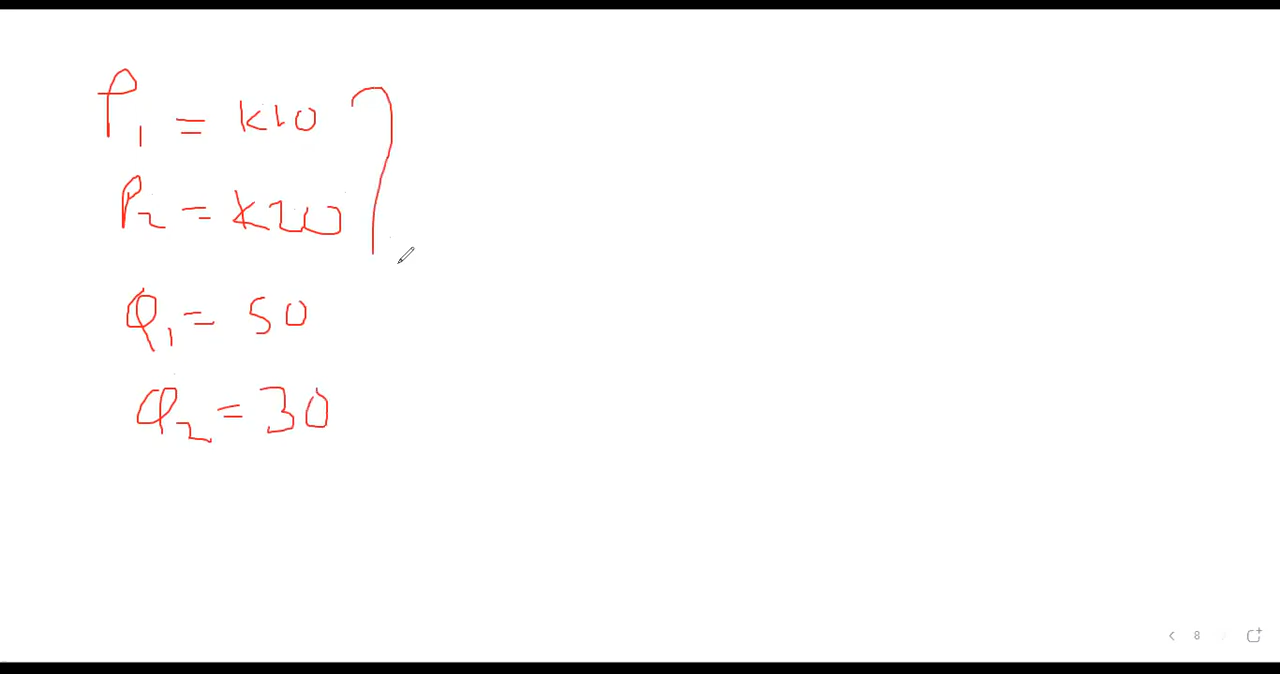 P1 = K10
P2 = K20
Q1 = 50
Q2 = 30
8